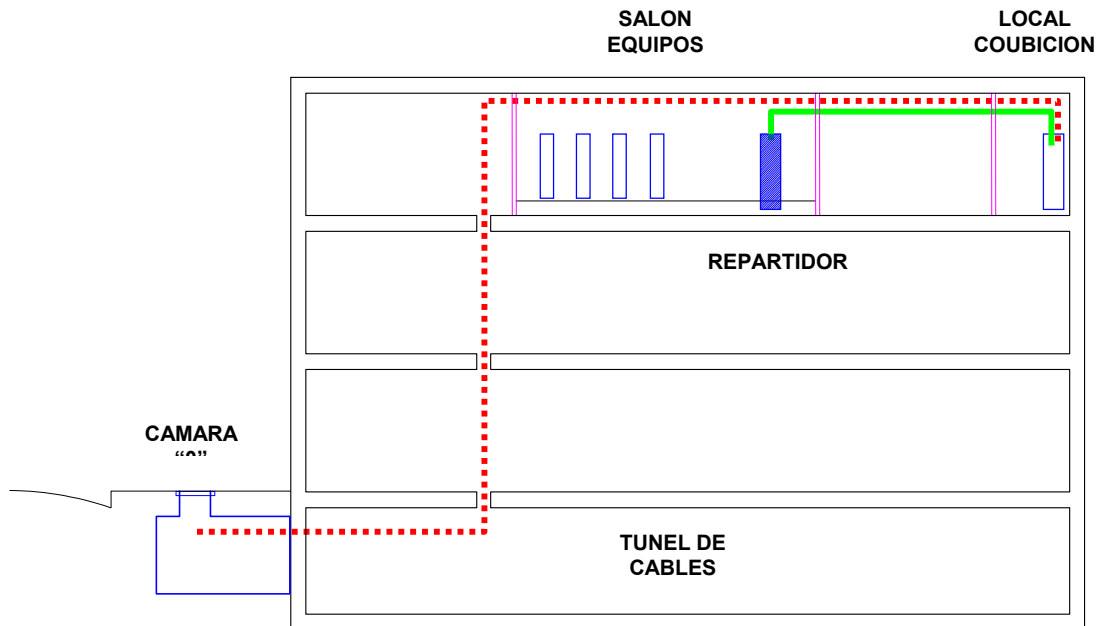 SALON
EQUIPOS
LOCAL
COUBICION
REPARTIDOR
CAMARA
TUNEL DE
CABLES